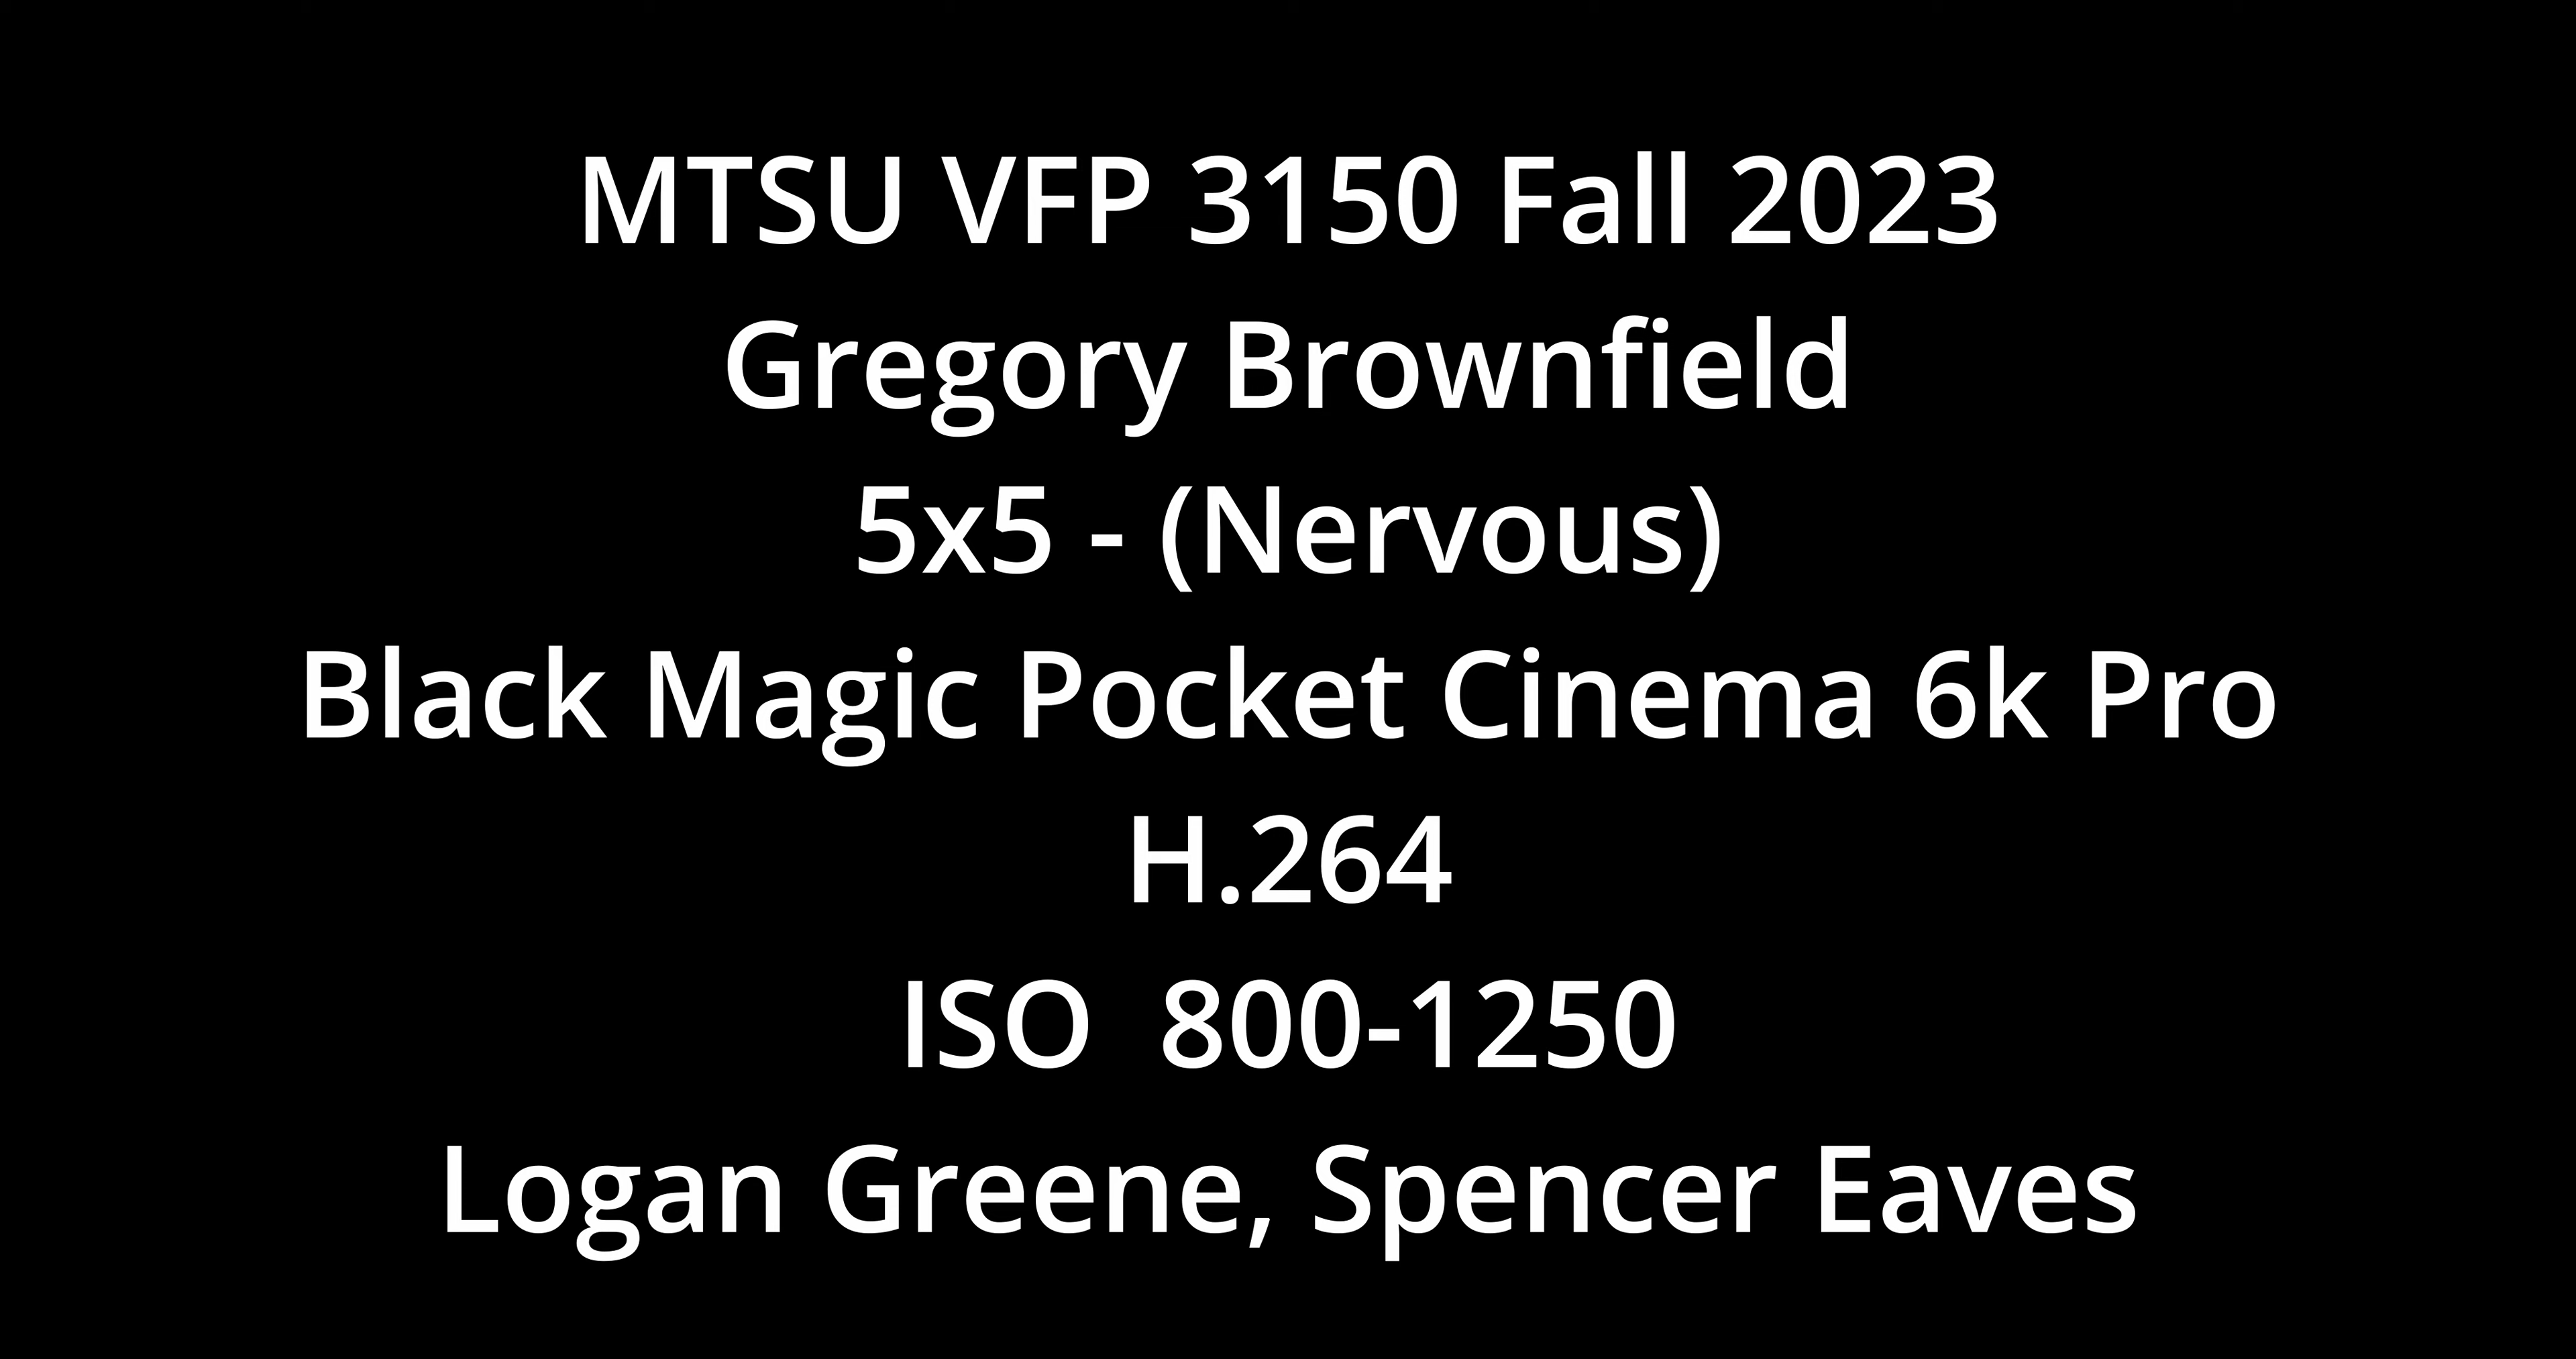 MTSU VFP 3150 Fall 2023
Gregory Brownfield
5x5 - (Nervous)
Black Magic Pocket Cinema 6k Pro
H.264
ISO  800-1250
Logan Greene, Spencer Eaves